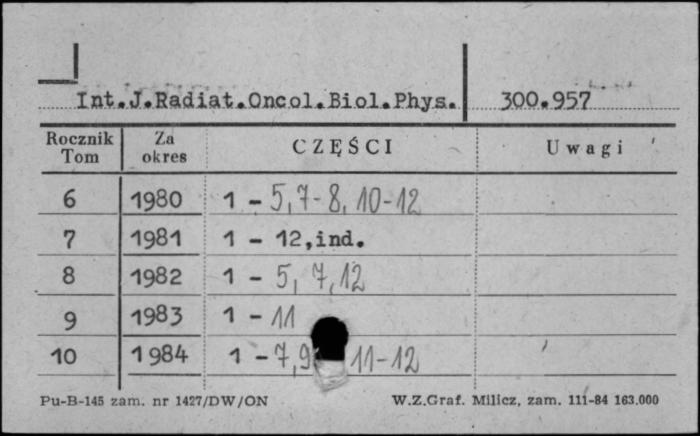 Int.J.Radiat.Oncol.Biol.Phys. 300.957
Rocznik Tom Za okres CZĘŚCI Uwagi
6 1980 1 - 5, 7-8, 10-12
7 1981 1 - 12, ind.
8 1982 1 - 5, 7, 12
9 1983 1 - 11
10 1984 1 - 7, 9 11-12
Pu-B-145 zam. nr 1427/DW/ON W.Z.Graf. Milicz, zam. 111-84 163.000